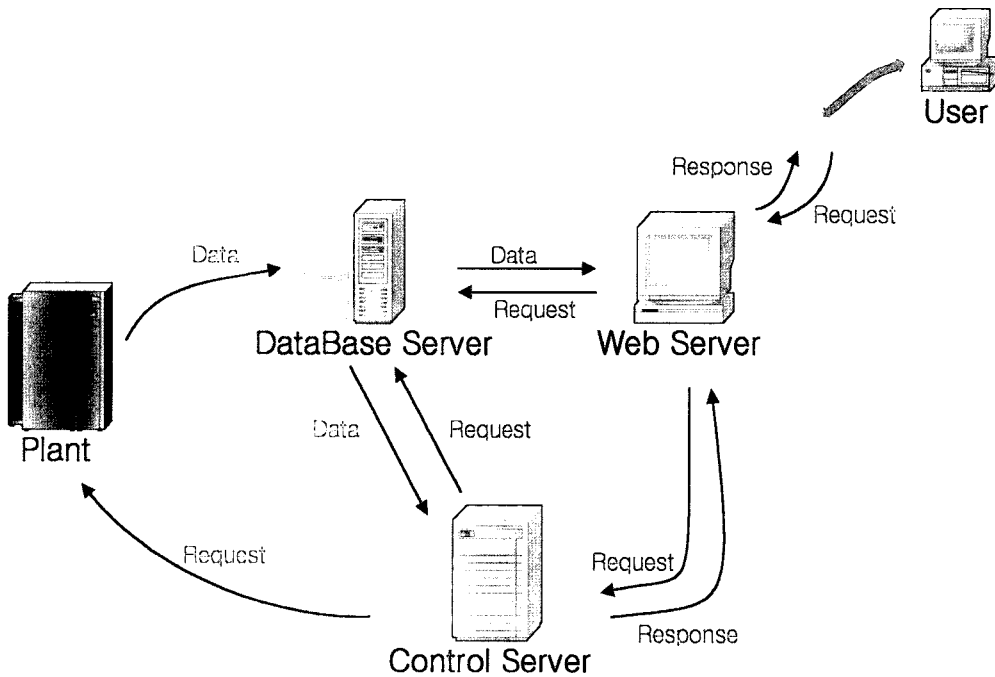 User
Response
Request
Data
Data
Request
DataBase Server
Web Server
Data
Request
Plant
Request
Request
Response
Control Server